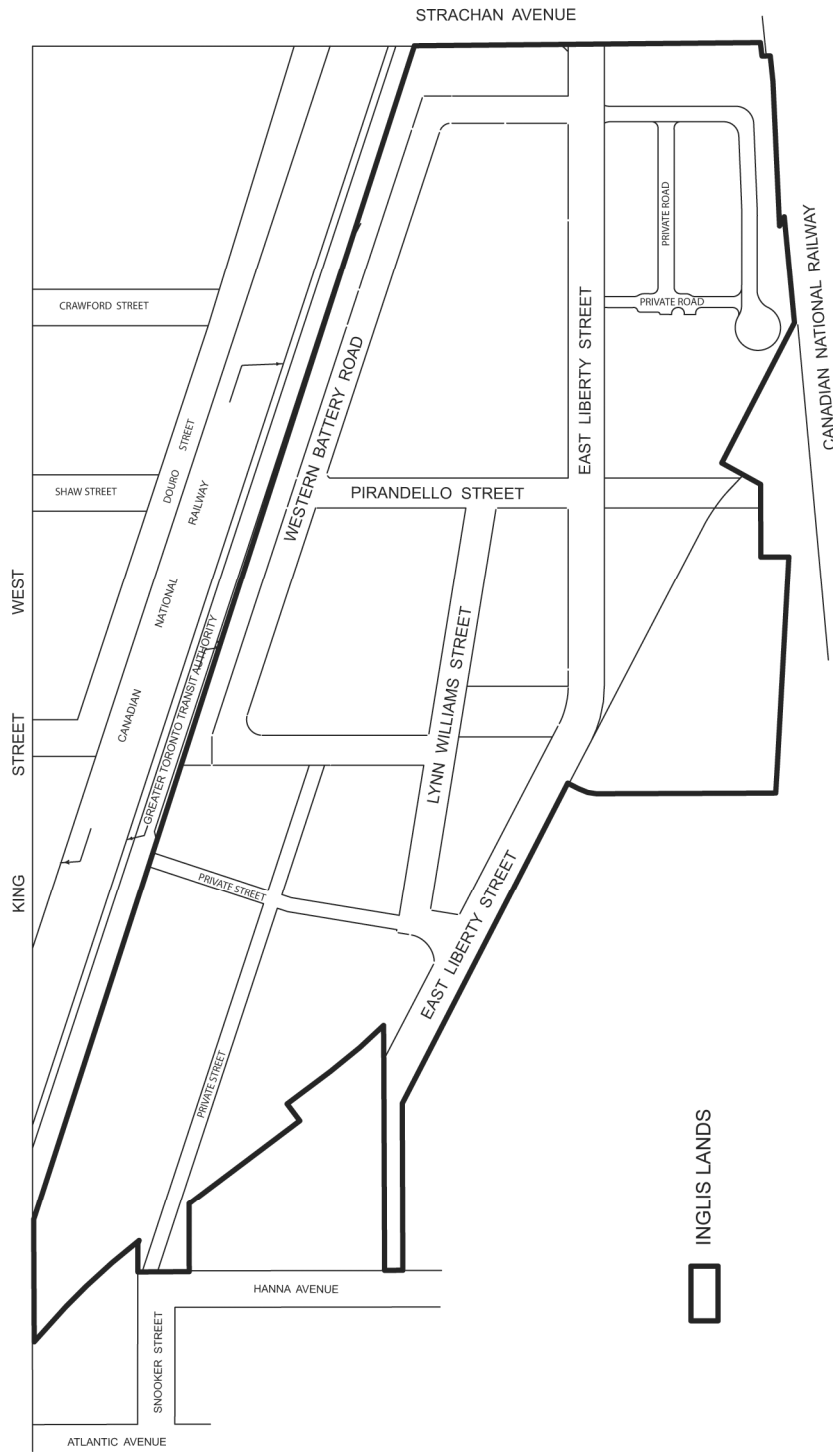 STRACHAN AVENUE
CANADIAN NATIONAL RAILWAY
PRIVATE ROAD
PRIVATE ROAD
EAST LIBERTY STREET
CRAWFORD STREET
WESTERN BATTERY ROAD
DOURO STREET
SHAW STREET
PIRANDELLO STREET
CANADIAN NATIONAL RAILWAY
GREATER TORONTO TRANSIT AUTHORITY
LYNN WILLIAMS STREET
KING STREET WEST
PRIVATE STREET
EAST LIBERTY STREET
PRIVATE STREET
INGLIS LANDS
HANNA AVENUE
SNOOKER STREET
ATLANTIC AVENUE